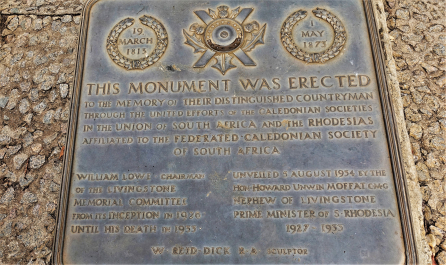 19
MARCH
1813
1
MAY
1873
THIS MONUMENT WAS ERECTED
TO THE MEMORY OF THEIR DISTINGUISHED COUNTRYMAN
THROUGH THE UNITED EFFORTS OF THE CALEDONIAN SOCIETIES
IN THE UNION OF SOUTH AFRICA AND THE RHODESIAS
AFFILIATED TO THE FEDERATED CALEDONIAN SOCIETY
OF SOUTH AFRICA
WILLIAM LOWE CHAIRMAN
OF THE LIVINGSTONE
MEMORIAL COMMITTEE
FROM ITS INCEPTION IN 1926
UNTIL HIS DEATH IN 1933
UNVEILED 5 AUGUST 1934 BY THE
HON HOWARD UNWIN MOFFAT, C.M.G
NEPHEW OF LIVINGSTONE
PRIME MINISTER OF S. RHODESIA
1927 - 1933
W. REID DICK R.A. SCULPTOR